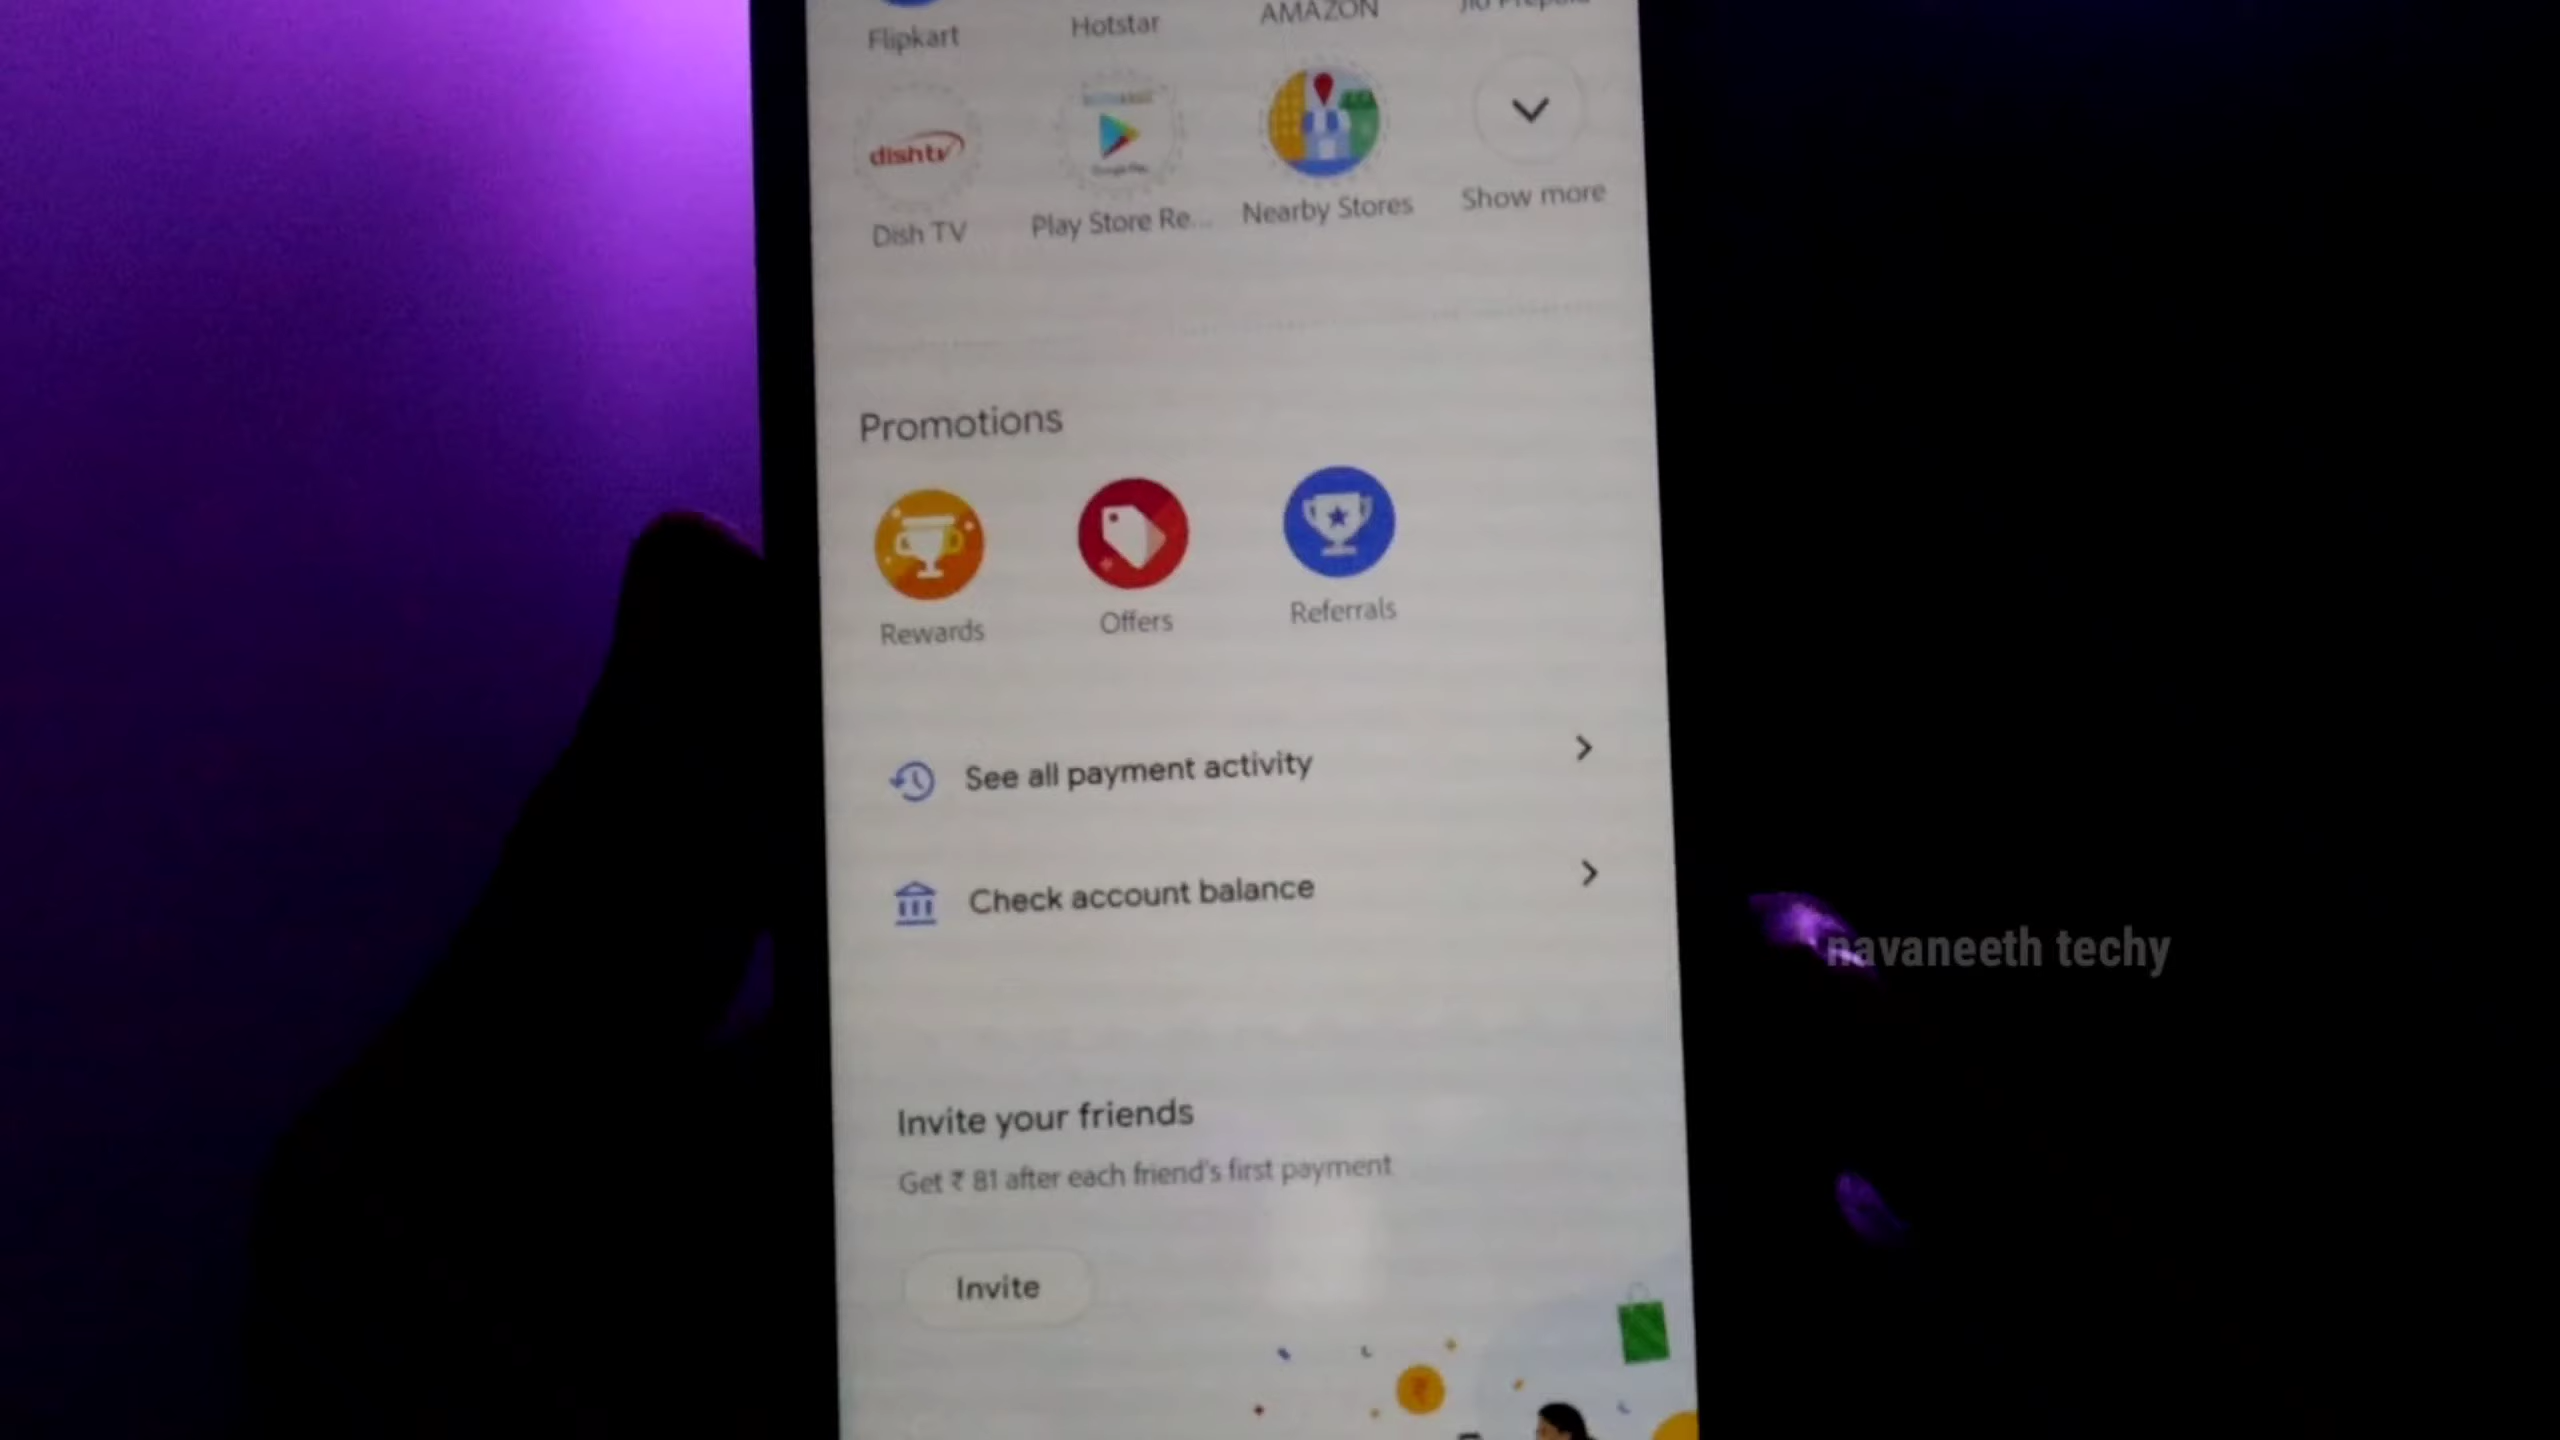 Flipkart
Hotstar
AMAZON
dishtv
Dish TV
Play Store Re...
Nearby Stores
Show more
Promotions
Rewards
Offers
Referrals
See all payment activity
Check account balance
navaneeth techy
Invite your friends
Get ₹ 81 after each friend's first payment
Invite